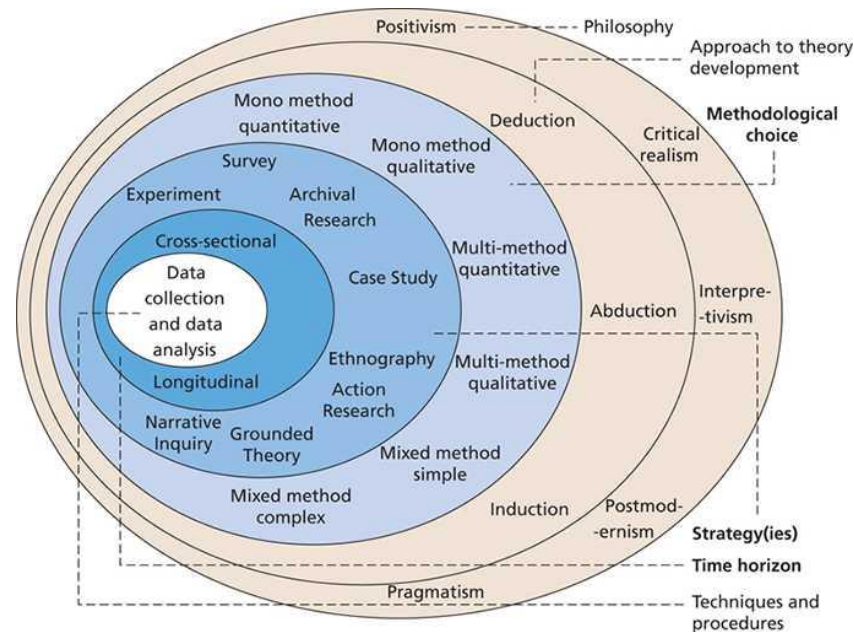 Positivism
Philosophy
Approach to theory
development
Mono method
quantitative
Deduction
Methodological
choice
Critical
realism
Mono method
qualitative
Survey
Experiment
Archival
Research
Cross-sectional
Multi-method
quantitative
Data
collection
and data
analysis
Case Study
Abduction
Interpre-
-tivism
Ethnography
Multi-method
qualitative
Longitudinal
Action
Research
Narrative
Inquiry
Grounded
Theory
Mixed method
simple
Mixed method
complex
Induction
Postmod-
-ernism
Strategy(ies)
Time horizon
Pragmatism
Techniques and
procedures